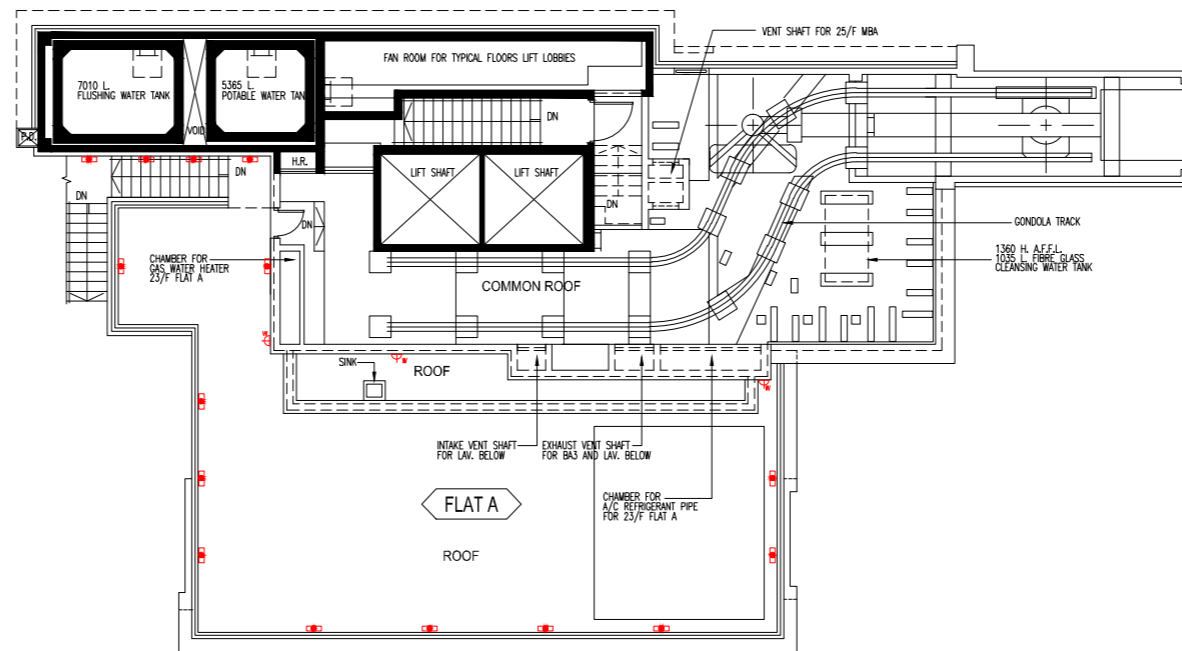 VENT SHAFT FOR 25/F MBA
FAN ROOM FOR TYPICAL FLOORS LIFT LOBBIES
7010 L.
FLUSHING WATER TANK
5365 L.
POTABLE WATER TANK
VOID
P.D.
H.R.
DN
DN
DN
DN
DN
LIFT SHAFT
LIFT SHAFT
GONDOLA TRACK
1360 H. A.F.F.L.
1035 L. FIBRE GLASS
CLEANSING WATER TANK
CHAMBER FOR
GAS WATER HEATER
23/F FLAT A
COMMON ROOF
SINK
ROOF
INTAKE VENT SHAFT
FOR LAV. BELOW
EXHAUST VENT SHAFT
FOR BA3 AND LAV. BELOW
CHAMBER FOR
A/C REFRIGERANT PIPE
FOR 23/F FLAT A
FLAT A
ROOF